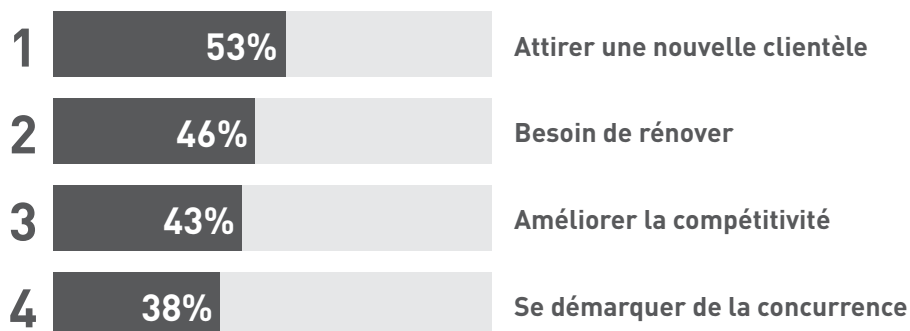 1 53% Attirer une nouvelle clientèle
2 46% Besoin de rénover
3 43% Améliorer la compétitivité
4 38% Se démarquer de la concurrence